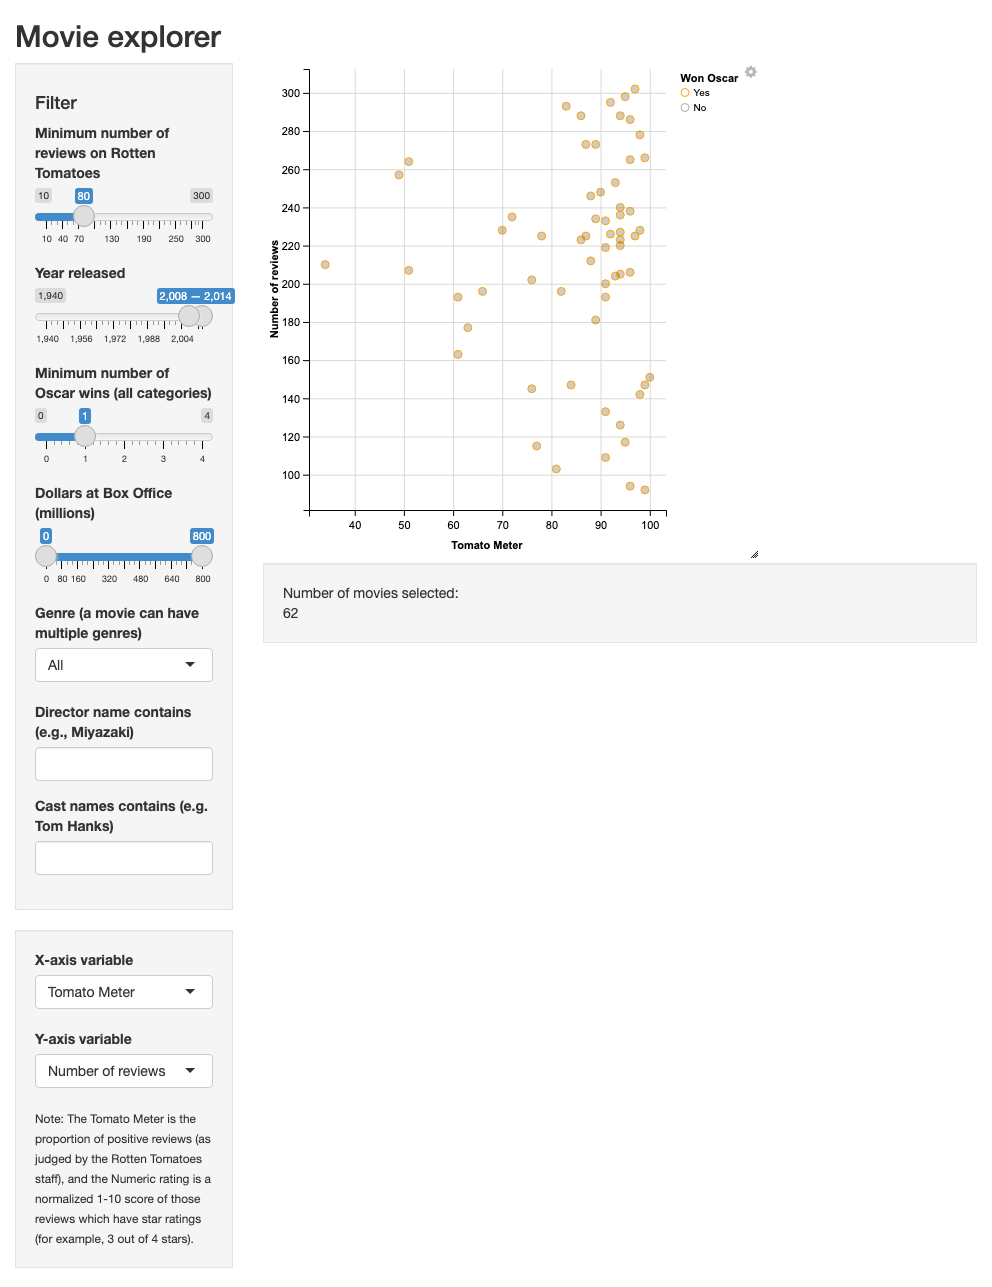 Movie explorer
Filter
Minimum number of
reviews on Rotten
Tomatoes
10 80 300
10 40 70 130 190 250 300
Year released
1,940 2,008 — 2,014
1,940 1,956 1,972 1,988 2,004
Minimum number of
Oscar wins (all categories)
0 1 4
0 1 2 3 4
Dollars at Box Office
(millions)
0 800
0 80 160 320 480 640 800
Genre (a movie can have
multiple genres)
All
Director name contains
(e.g., Miyazaki)
Cast names contains (e.g.
Tom Hanks)
X-axis variable
Tomato Meter
Y-axis variable
Number of reviews
Note: The Tomato Meter is the
proportion of positive reviews (as
judged by the Rotten Tomatoes
staff), and the Numeric rating is a
normalized 1-10 score of those
reviews which have star ratings
(for example, 3 out of 4 stars).
Number of reviews
300
280
260
240
220
200
180
160
140
120
100
40 50 60 70 80 90 100
Tomato Meter
Won Oscar
Yes
No
Number of movies selected:
62